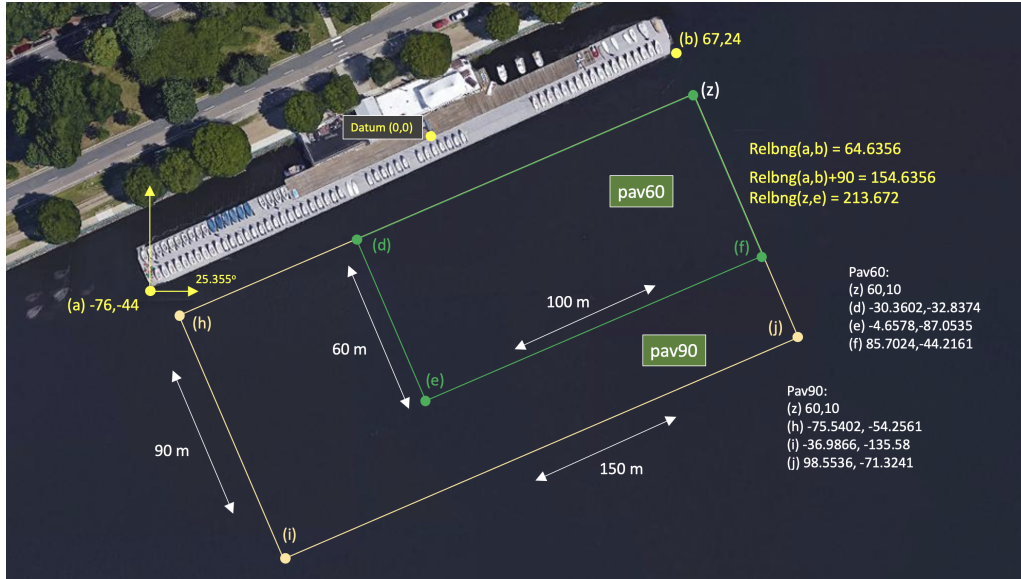 (b) 67,24
(z)
Datum (0,0)
Relbng(a,b) = 64.6356
Relbng(a,b)+90 = 154.6356
Relbng(z,e) = 213.672
pav60
(d)
(f)
25.355º
(a) -76,-44
(h)
100 m
60 m
(j)
pav90
(e)
90 m
150 m
(i)
Pav60:
(z) 60,10
(d) -30.3602,-32.8374
(e) -4.6578,-87.0535
(f) 85.7024,-44.2161
Pav90:
(z) 60,10
(h) -75.5402, -54.2561
(i) -36.9866, -135.58
(j) 98.5536, -71.3241